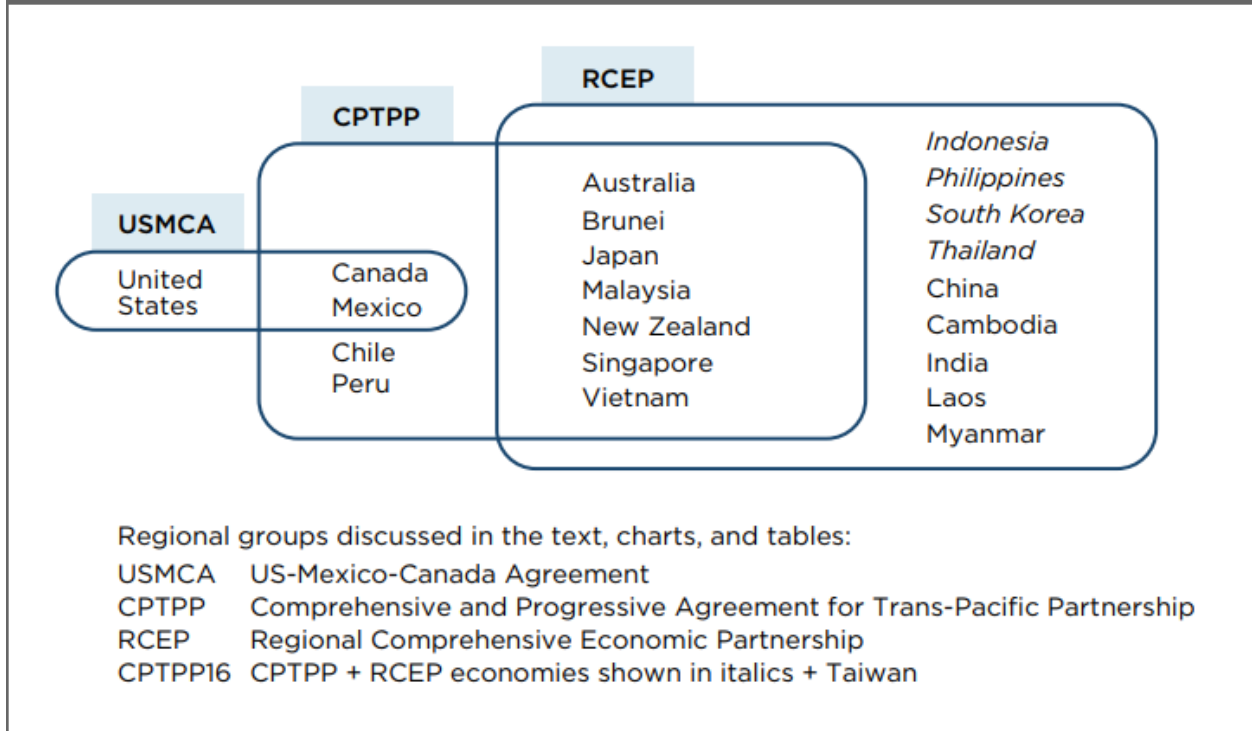 RCEP
CPTPP
USMCA
United
States
Canada
Mexico
Chile
Peru
Australia
Brunei
Japan
Malaysia
New Zealand
Singapore
Vietnam
Indonesia
Philippines
South Korea
Thailand
China
Cambodia
India
Laos
Myanmar
Regional groups discussed in the text, charts, and tables:
USMCA US-Mexico-Canada Agreement
CPTPP Comprehensive and Progressive Agreement for Trans-Pacific Partnership
RCEP Regional Comprehensive Economic Partnership
CPTPP16 CPTPP + RCEP economies shown in italics + Taiwan